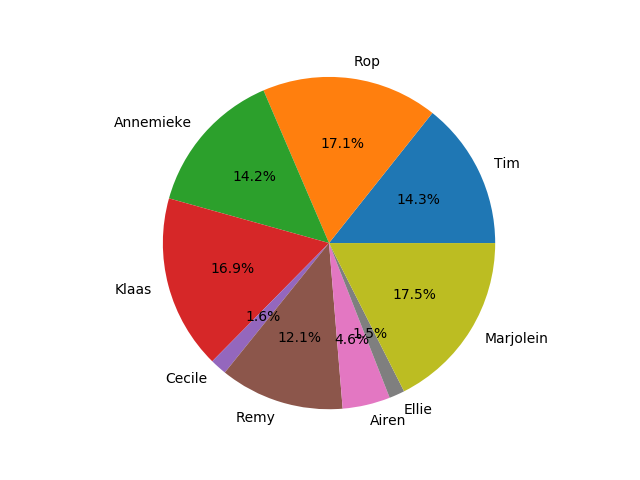 Rop
Annemieke
17.1%
Tim
14.2%
14.3%
Klaas
16.9%
17.5%
1.6%
12.1%
4.6%
1.5%
Marjolein
Cecile
Remy
Airen
Ellie